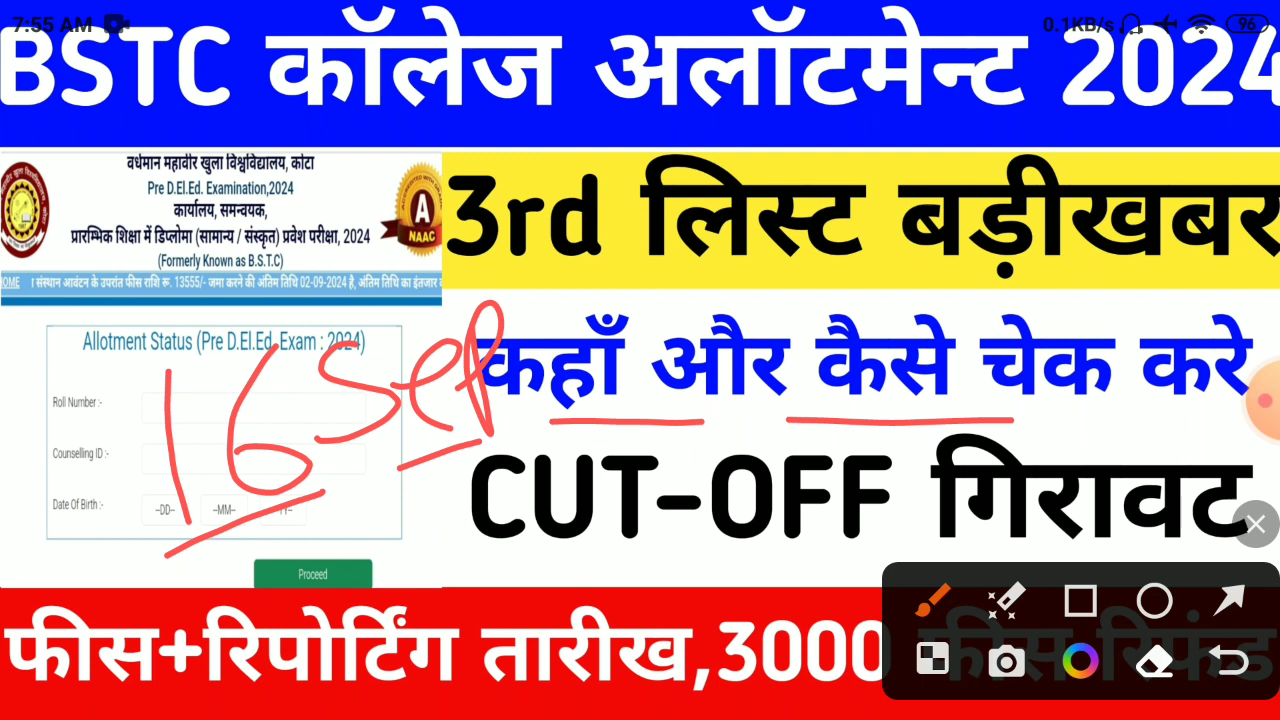 7:55 AM
0.1KB/s
96
BSTC कॉलेज अलॉटमेन्ट 2024
वर्धमान महावीर खुला विश्वविद्यालय, कोटा
Pre D.El.Ed. Examination,2024
कार्यालय, समन्वयक,
प्रारम्भिक शिक्षा में डिप्लोमा (सामान्य / संस्कृत) प्रवेश परीक्षा, 2024
(Formerly Known as B.S.T.C)
A
NAAC
HOME
संस्थान आवंटन के उपरांत फीस राशि रू. 13555/- जमा करने की अंतिम तिथि 02-09-2024 है, अंतिम तिथि का इंतजार
3rd लिस्ट बड़ीखबर
Allotment Status (Pre D.El.Ed. Exam : 2024)
Roll Number :-
Counselling ID :-
Date Of Birth :-
--DD--
--MM--
Proceed
16 Sep
कहाँ और कैसे चेक करे
CUT-OFF गिरावट
फीस+रिपोर्टिंग तारीख,3000 फीस रिफंड